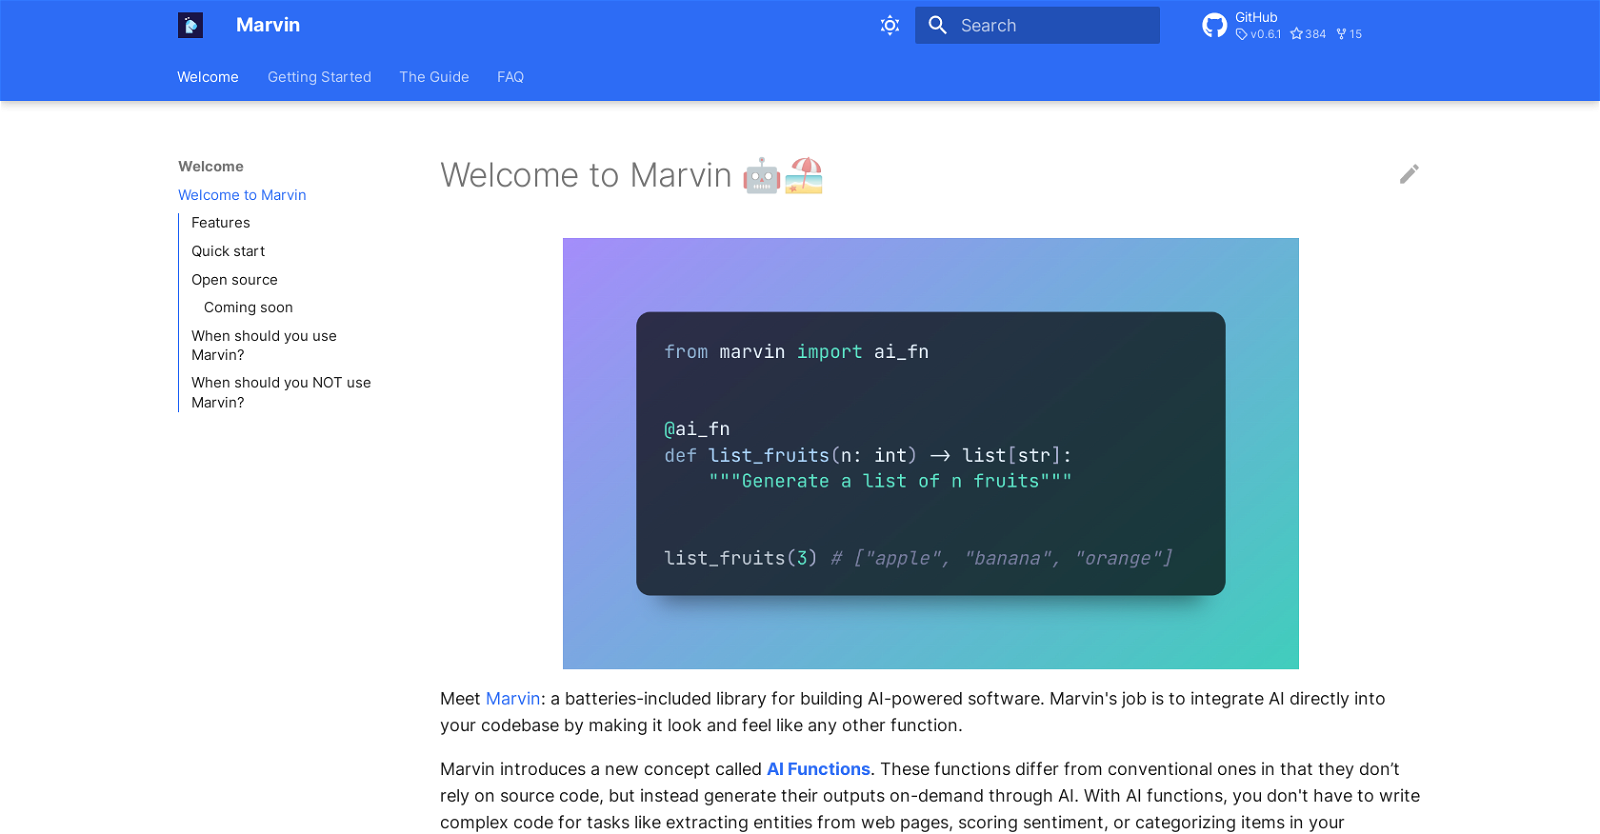 Marvin
Search
GitHub
v0.6.1 384 15
Welcome Getting Started The Guide FAQ
Welcome
Welcome to Marvin
Features
Quick start
Open source
Coming soon
When should you use
Marvin?
When should you NOT use
Marvin?
Welcome to Marvin 🤖🏖️
from marvin import ai_fn
@ai_fn
def list_fruits(n: int) -> list[str]:
"""Generate a list of n fruits"""
list_fruits(3) # ["apple", "banana", "orange"]
Meet Marvin: a batteries-included library for building AI-powered software. Marvin's job is to integrate AI directly into
your codebase by making it look and feel like any other function.
Marvin introduces a new concept called AI Functions. These functions differ from conventional ones in that they don’t
rely on source code, but instead generate their outputs on-demand through AI. With AI functions, you don't have to write
complex code for tasks like extracting entities from web pages, scoring sentiment, or categorizing items in your